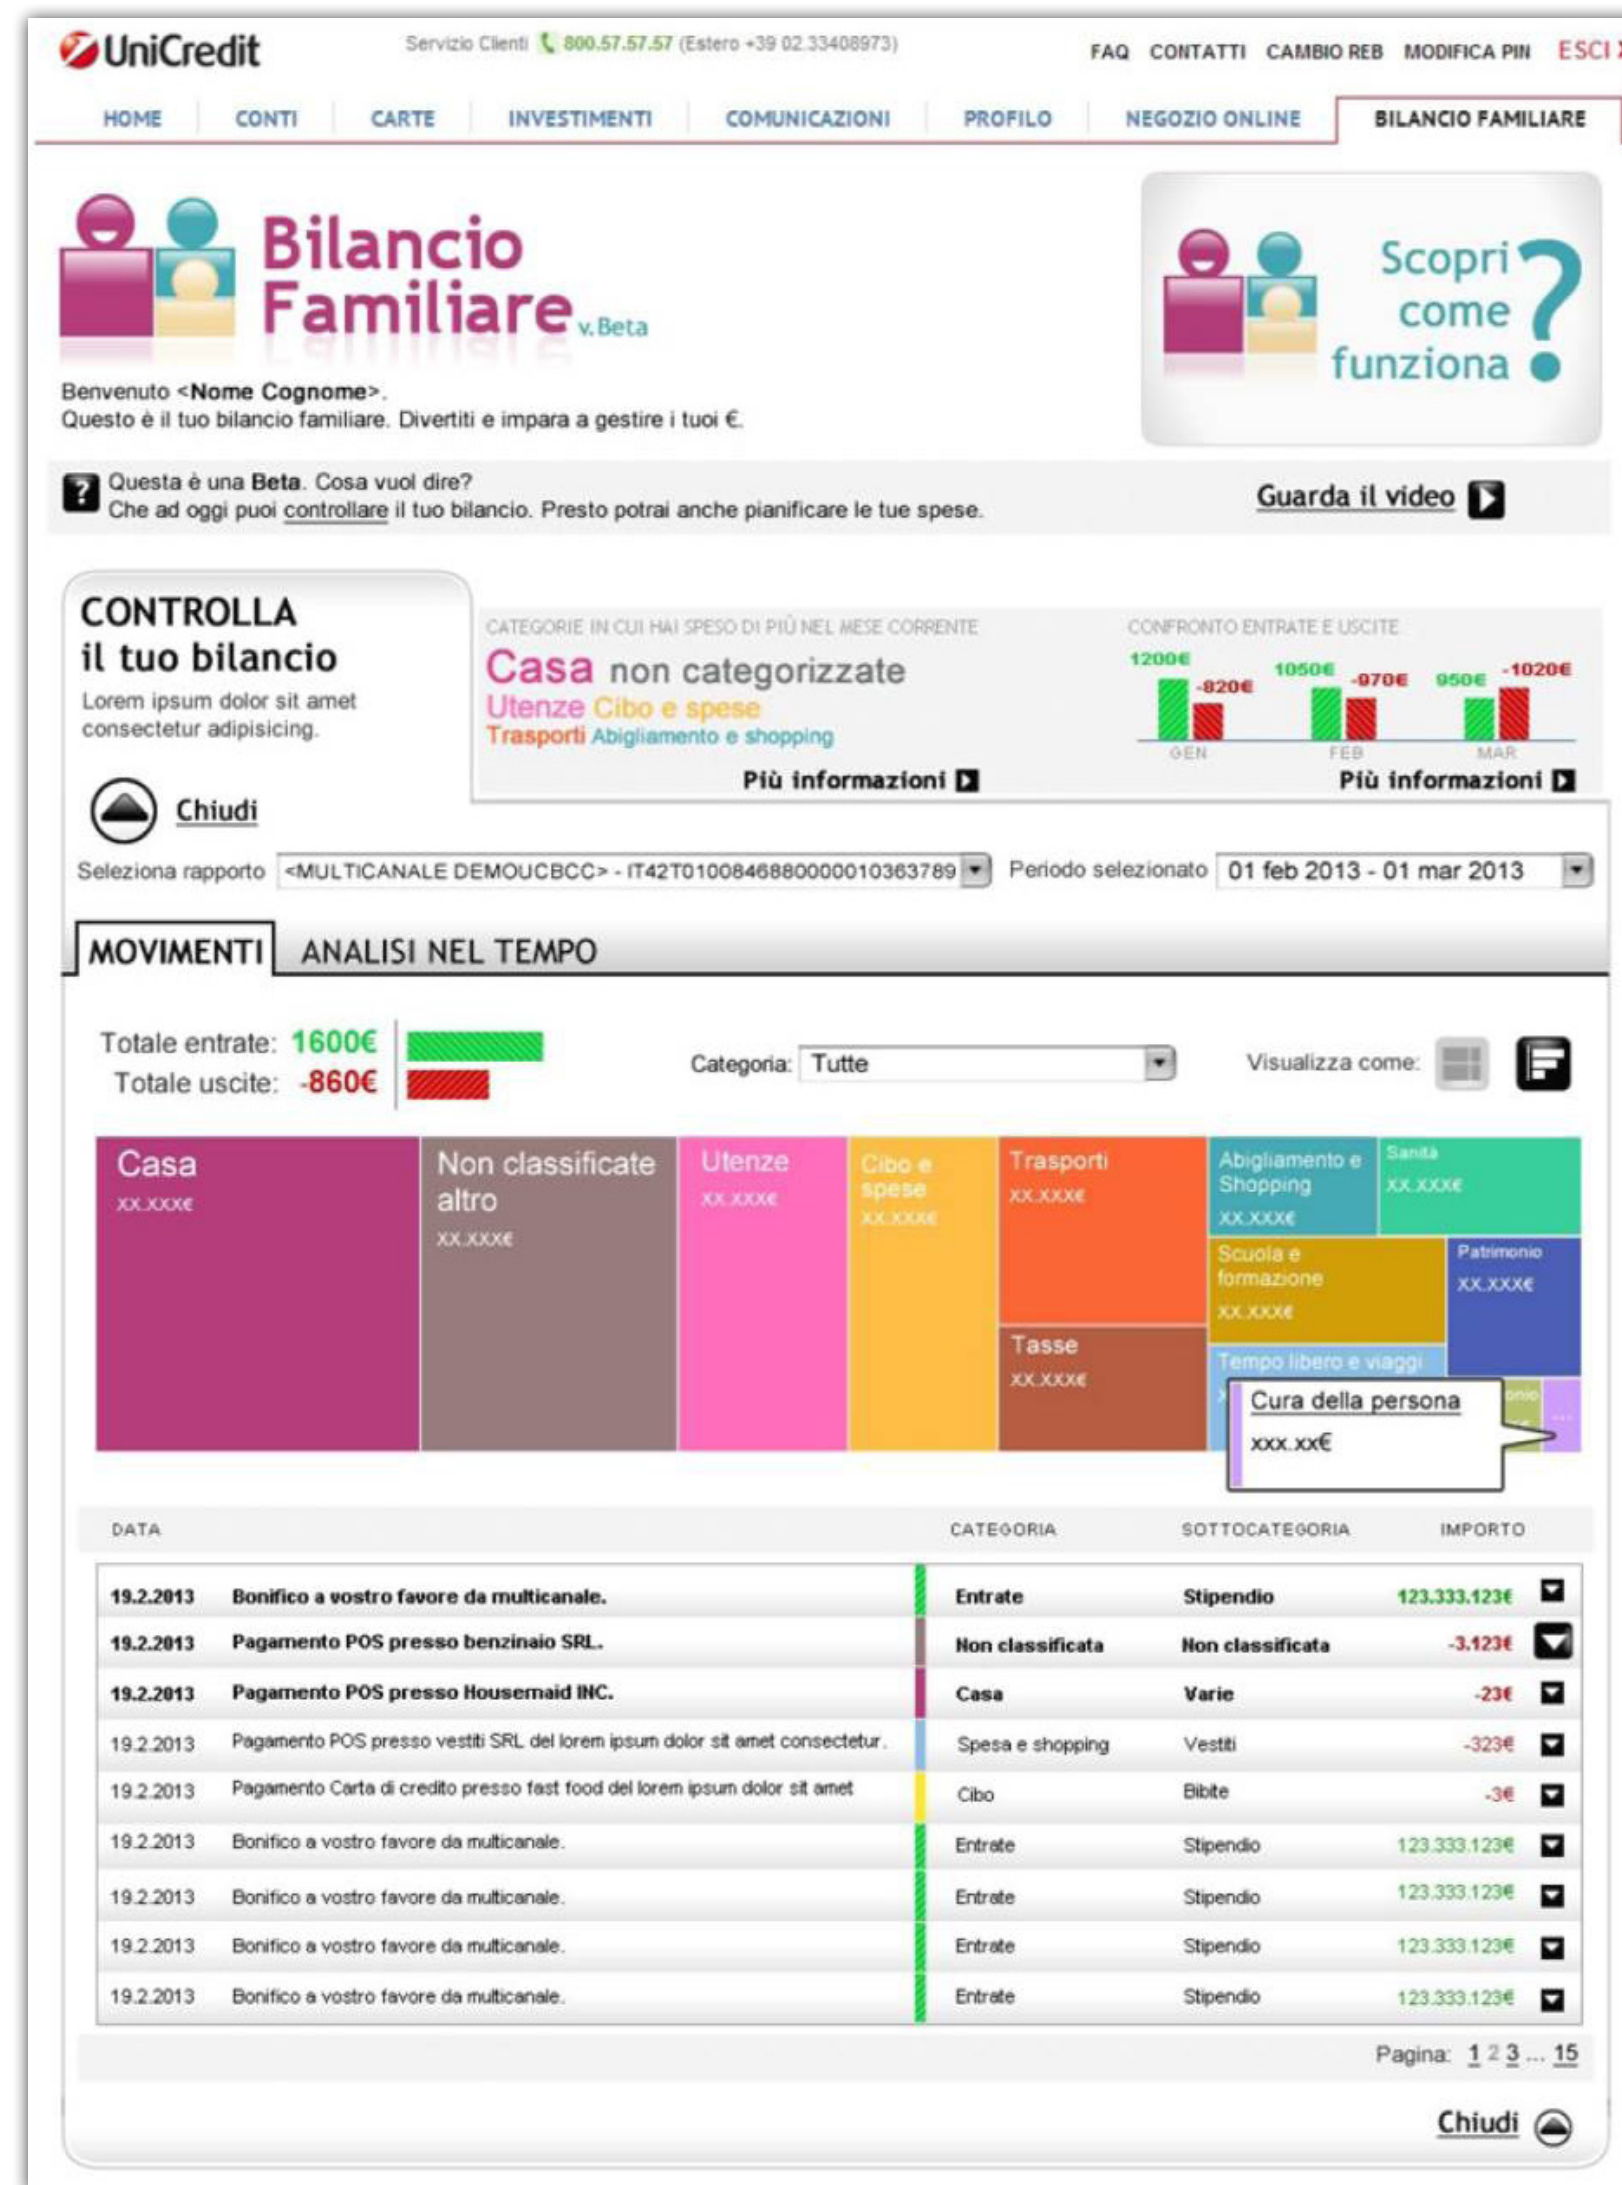 UniCredit
Servizio Clienti 800.57.57.57 (Estero +39 02.33408973)
FAQ CONTATTI CAMBIO REB MODIFICA PIN ESCI
HOME CONTI CARTE INVESTIMENTI COMUNICAZIONI PROFILO NEGOZIO ONLINE BILANCIO FAMILIARE
Bilancio
Familiare v.Beta
Scopri
come
funziona ?
Benvenuto <Nome Cognome>.
Questo è il tuo bilancio familiare. Divertiti e impara a gestire i tuoi €.
? Questa è una Beta. Cosa vuol dire?
Che ad oggi puoi controllare il tuo bilancio. Presto potrai anche pianificare le tue spese.
Guarda il video
CONTROLLA
il tuo bilancio
Lorem ipsum dolor sit amet
consectetur adipisicing.
Chiudi
CATEGORIE IN CUI HAI SPESO DI PIÙ NEL MESE CORRENTE
Casa non categorizzate
Utenze Cibo e spese
Trasporti Abigliamento e shopping
Più informazioni
CONFRONTO ENTRATE E USCITE
1200€ -820€ 1050€ -970€ 950€ -1020€
GEN FEB MAR
Più informazioni
Seleziona rapporto <MULTICANALE DEMOUCBCC> - IT42T0100846880000010363789 Periodo selezionato 01 feb 2013 - 01 mar 2013
MOVIMENTI ANALISI NEL TEMPO
Totale entrate: 1600€
Totale uscite: -860€
Categoria: Tutte
Visualizza come:
Casa
xx.xxx€
Non classificate
altro
xx.xxx€
Utenze
xx.xxx€
Cibo e
spese
xx.xxx€
Trasporti
xx.xxx€
Tasse
xx.xxx€
Abigliamento e
Shopping
xx.xxx€
Sanità
xx.xxx€
Scuola e
formazione
xx.xxx€
Patrimonio
xx.xxx€
Tempo libero e viaggi
Cura della persona
xxx.xx€
...
DATA CATEGORIA SOTTOCATEGORIA IMPORTO
19.2.2013 Bonifico a vostro favore da multicanale. Entrate Stipendio 123.333.123€
19.2.2013 Pagamento POS presso benzinaio SRL. Non classificata Non classificata -3.123€
19.2.2013 Pagamento POS presso Housemaid INC. Casa Varie -23€
19.2.2013 Pagamento POS presso vestiti SRL del lorem ipsum dolor sit amet consectetur. Spesa e shopping Vestiti -323€
19.2.2013 Pagamento Carta di credito presso fast food del lorem ipsum dolor sit amet Cibo Bibite -3€
19.2.2013 Bonifico a vostro favore da multicanale. Entrate Stipendio 123.333.123€
19.2.2013 Bonifico a vostro favore da multicanale. Entrate Stipendio 123.333.123€
19.2.2013 Bonifico a vostro favore da multicanale. Entrate Stipendio 123.333.123€
19.2.2013 Bonifico a vostro favore da multicanale. Entrate Stipendio 123.333.123€
Pagina: 1 2 3 ... 15
Chiudi